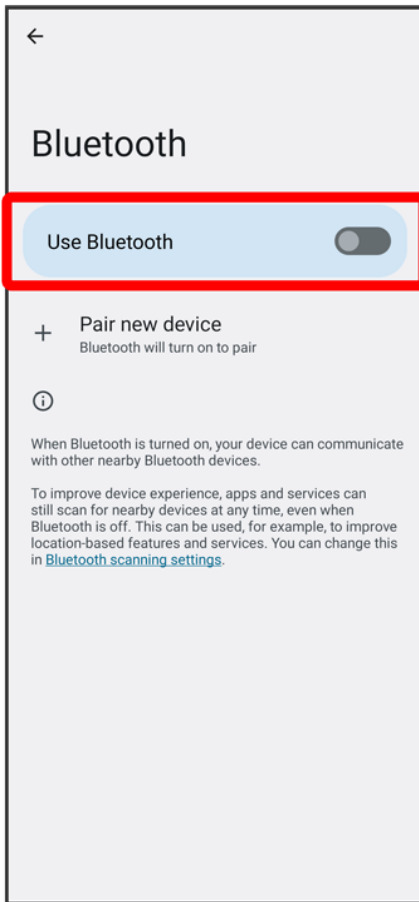 Bluetooth
Use Bluetooth
Pair new device
Bluetooth will turn on to pair
When Bluetooth is turned on, your device can communicate
with other nearby Bluetooth devices.
To improve device experience, apps and services can
still scan for nearby devices at any time, even when
Bluetooth is off. This can be used, for example, to improve
location-based features and services. You can change this
in Bluetooth scanning settings.